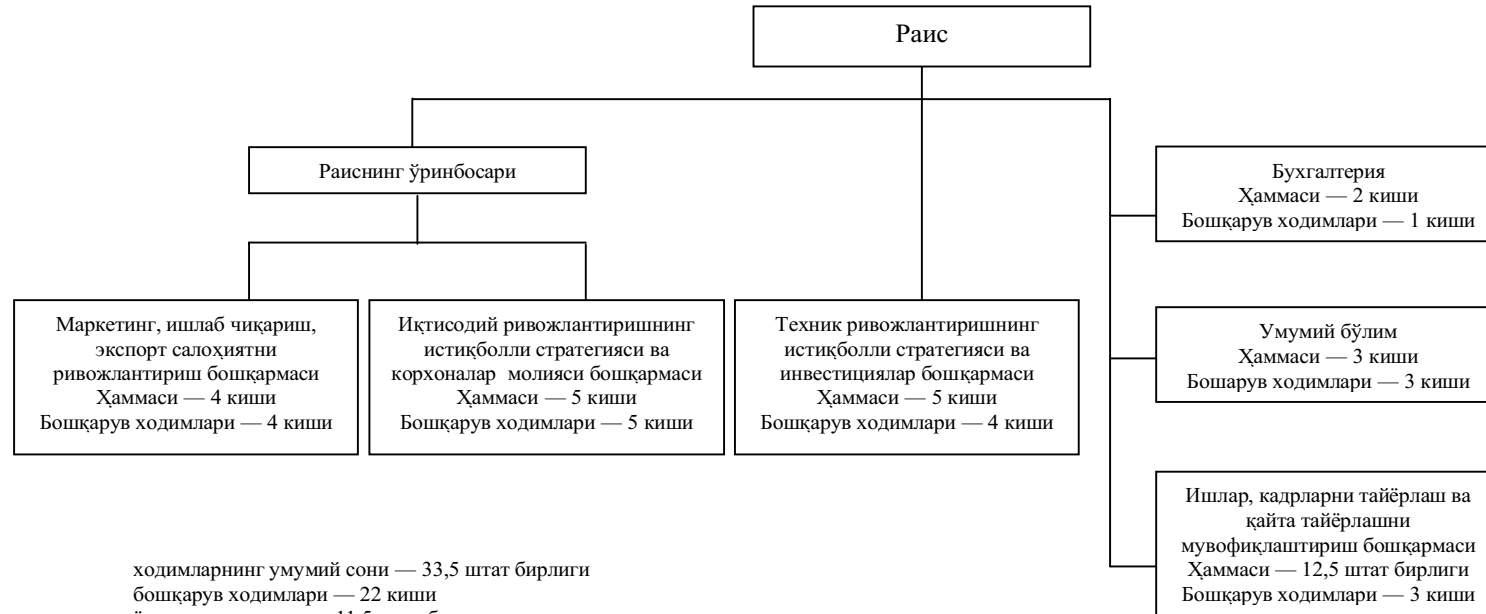 Раис
Раиснинг ўринбосари
Маркетинг, ишлаб чиқариш,
экспорт салоҳиятни
ривожлантириш бошқармаси
Ҳаммаси — 4 киши
Бошқарув ходимлари — 4 киши
Иқтисодий ривожлантиришнинг
истиқболли стратегияси ва
корхоналар молияси бошқармаси
Ҳаммаси — 5 киши
Бошқарув ходимлари — 5 киши
Техник ривожлантиришнинг
истиқболли стратегияси ва
инвестициялар бошқармаси
Ҳаммаси — 5 киши
Бошқарув ходимлари — 4 киши
Бухгалтерия
Ҳаммаси — 2 киши
Бошқарув ходимлари — 1 киши
Умумий бўлим
Ҳаммаси — 3 киши
Бошарув ходимлари — 3 киши
Ишлар, кадрларни тайёрлаш ва
қайта тайёрлашни
мувофиқлаштириш бошқармаси
Ҳаммаси — 12,5 штат бирлиги
Бошқарув ходимлари — 3 киши
ходимларнинг умумий сони — 33,5 штат бирлиги
бошқарув ходимлари — 22 киши